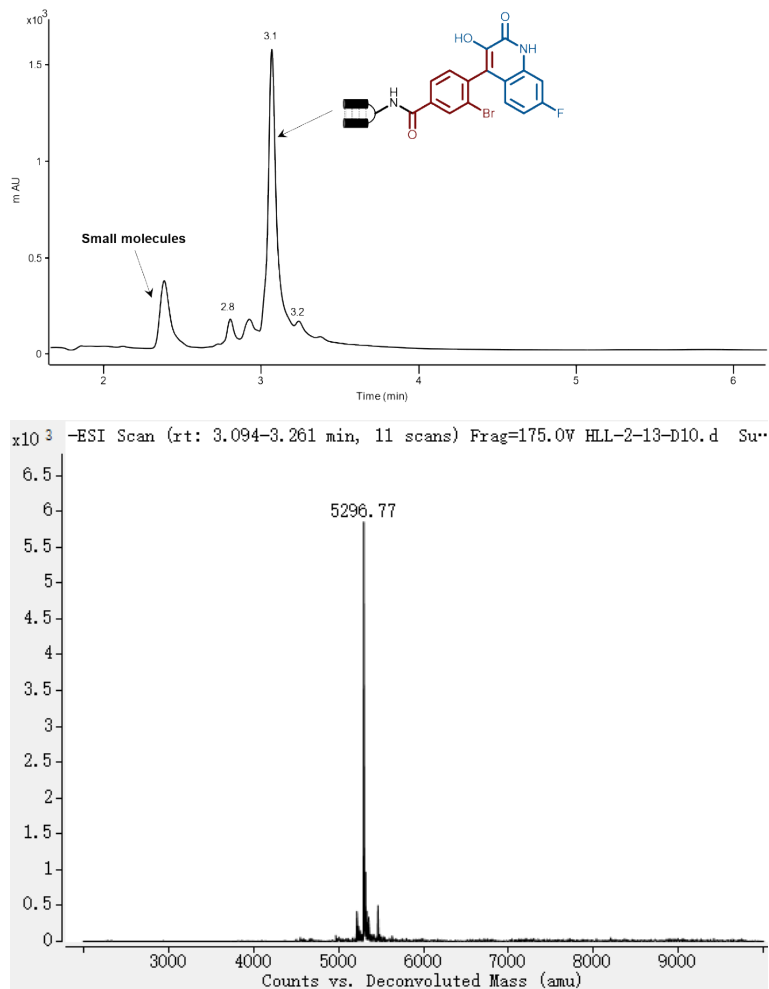 x10³
3.1
1.5
1
0.5
0
m AU
Small molecules
2.8
3.2
2
3
4
5
6
Time (min)
O
HO
NH
F
Br
H
N
O
x10 3
-ESI Scan (rt: 3.094-3.261 min, 11 scans) Frag=175.0V HLL-2-13-D10.d Su··
6.5
6
5.5
5
4.5
4
3.5
3
2.5
2
1.5
1
0.5
0
5296.77
3000
4000
5000
6000
7000
8000
9000
Counts vs. Deconvoluted Mass (amu)